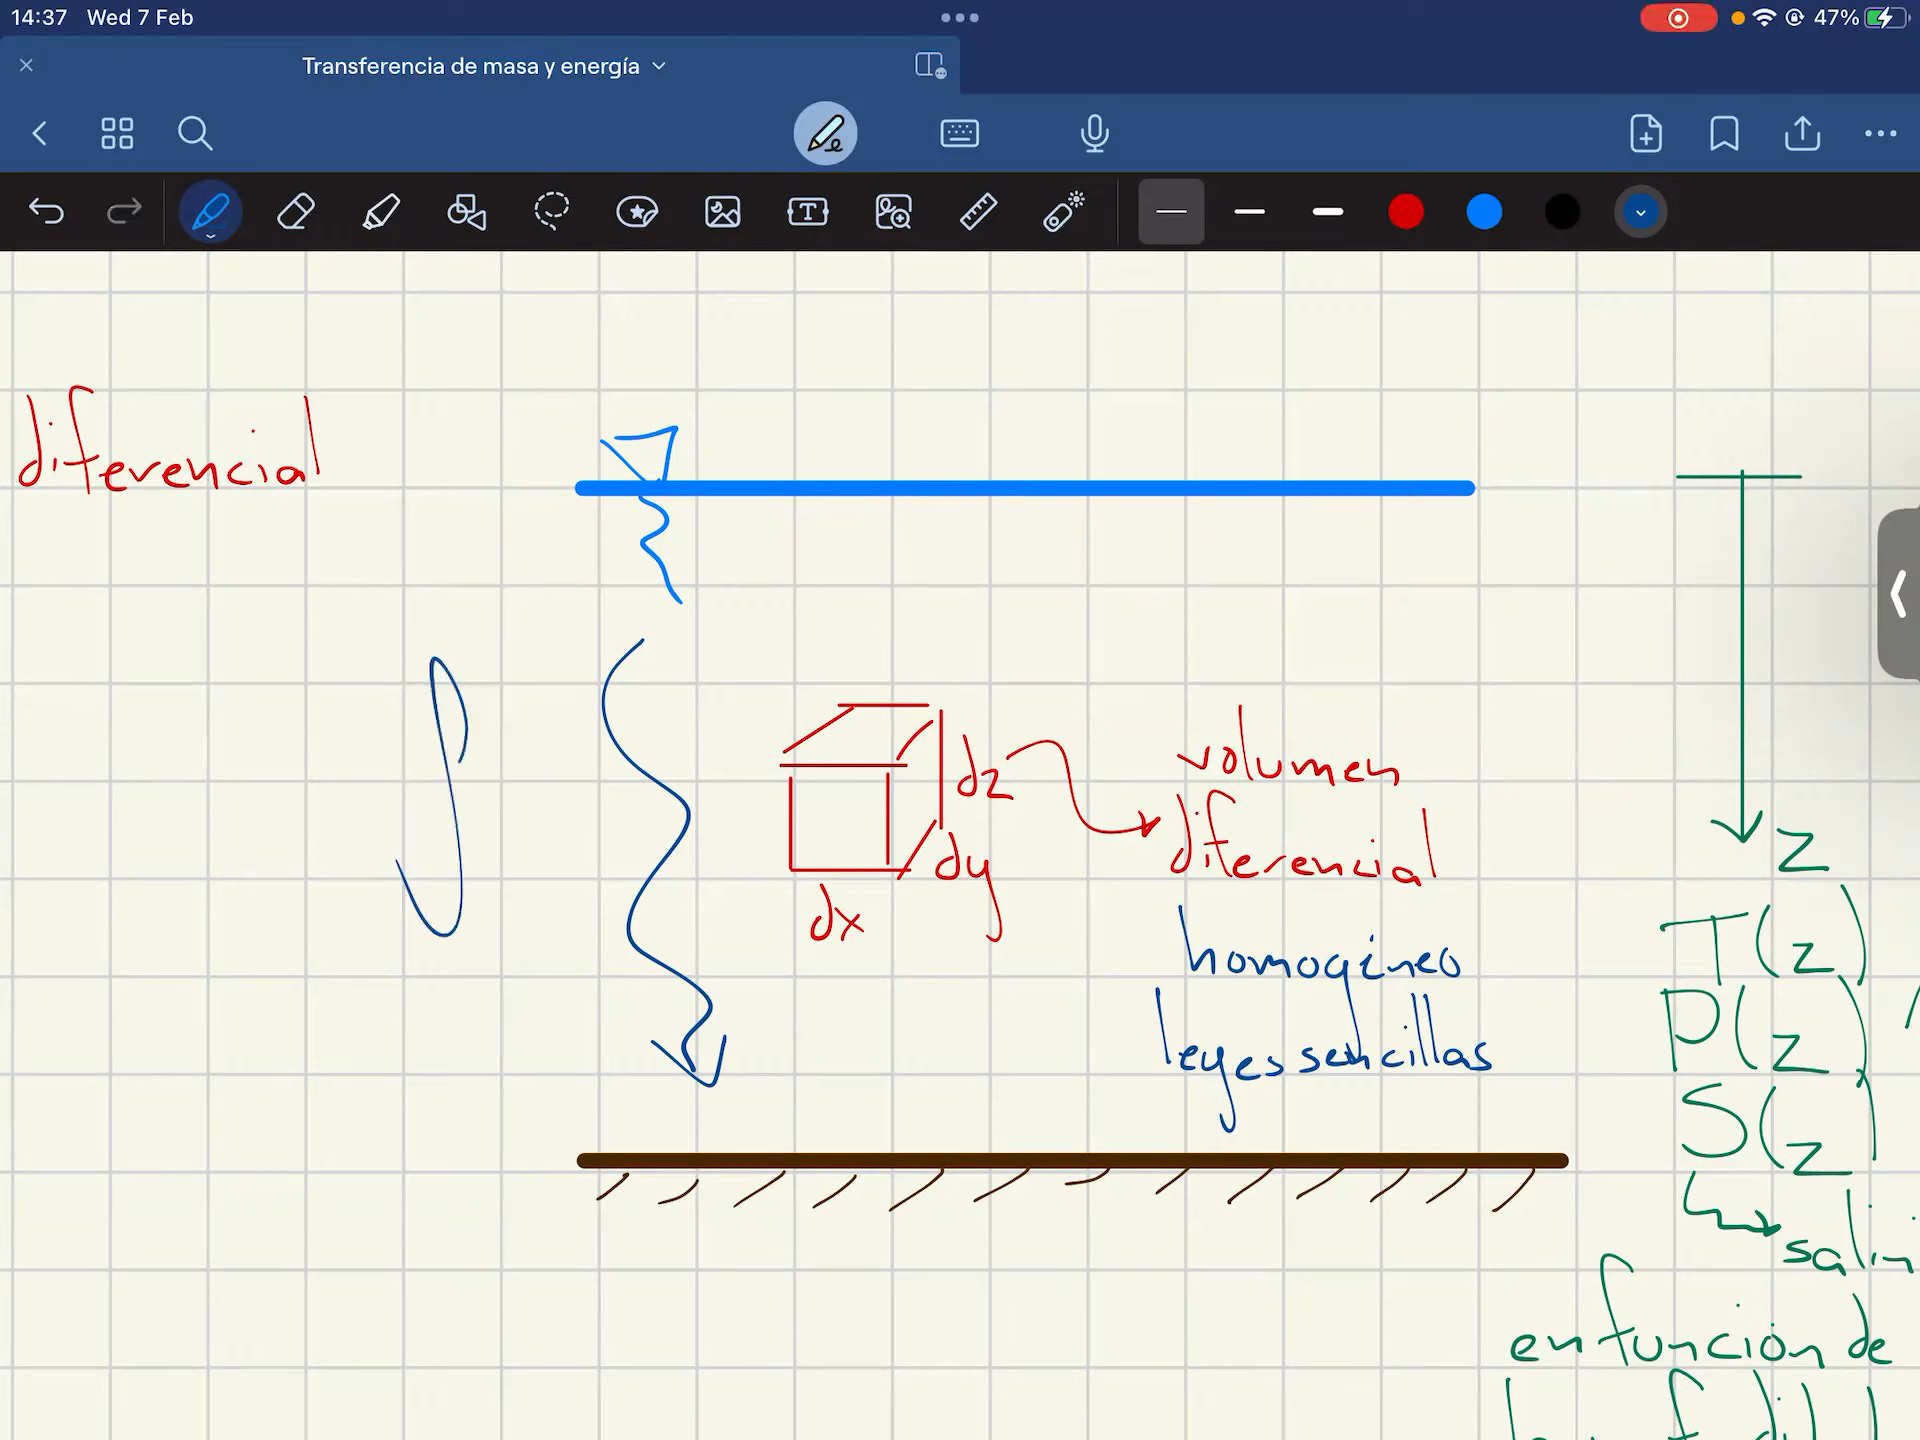 14:37 Wed 7 Feb
47%
Transferencia de masa y energía
T
diferencial
dz
dy
dx
volumen
diferencial
homogéneo
leyes sencillas
z
T(z)
P(z)
S(z
salin
en función de